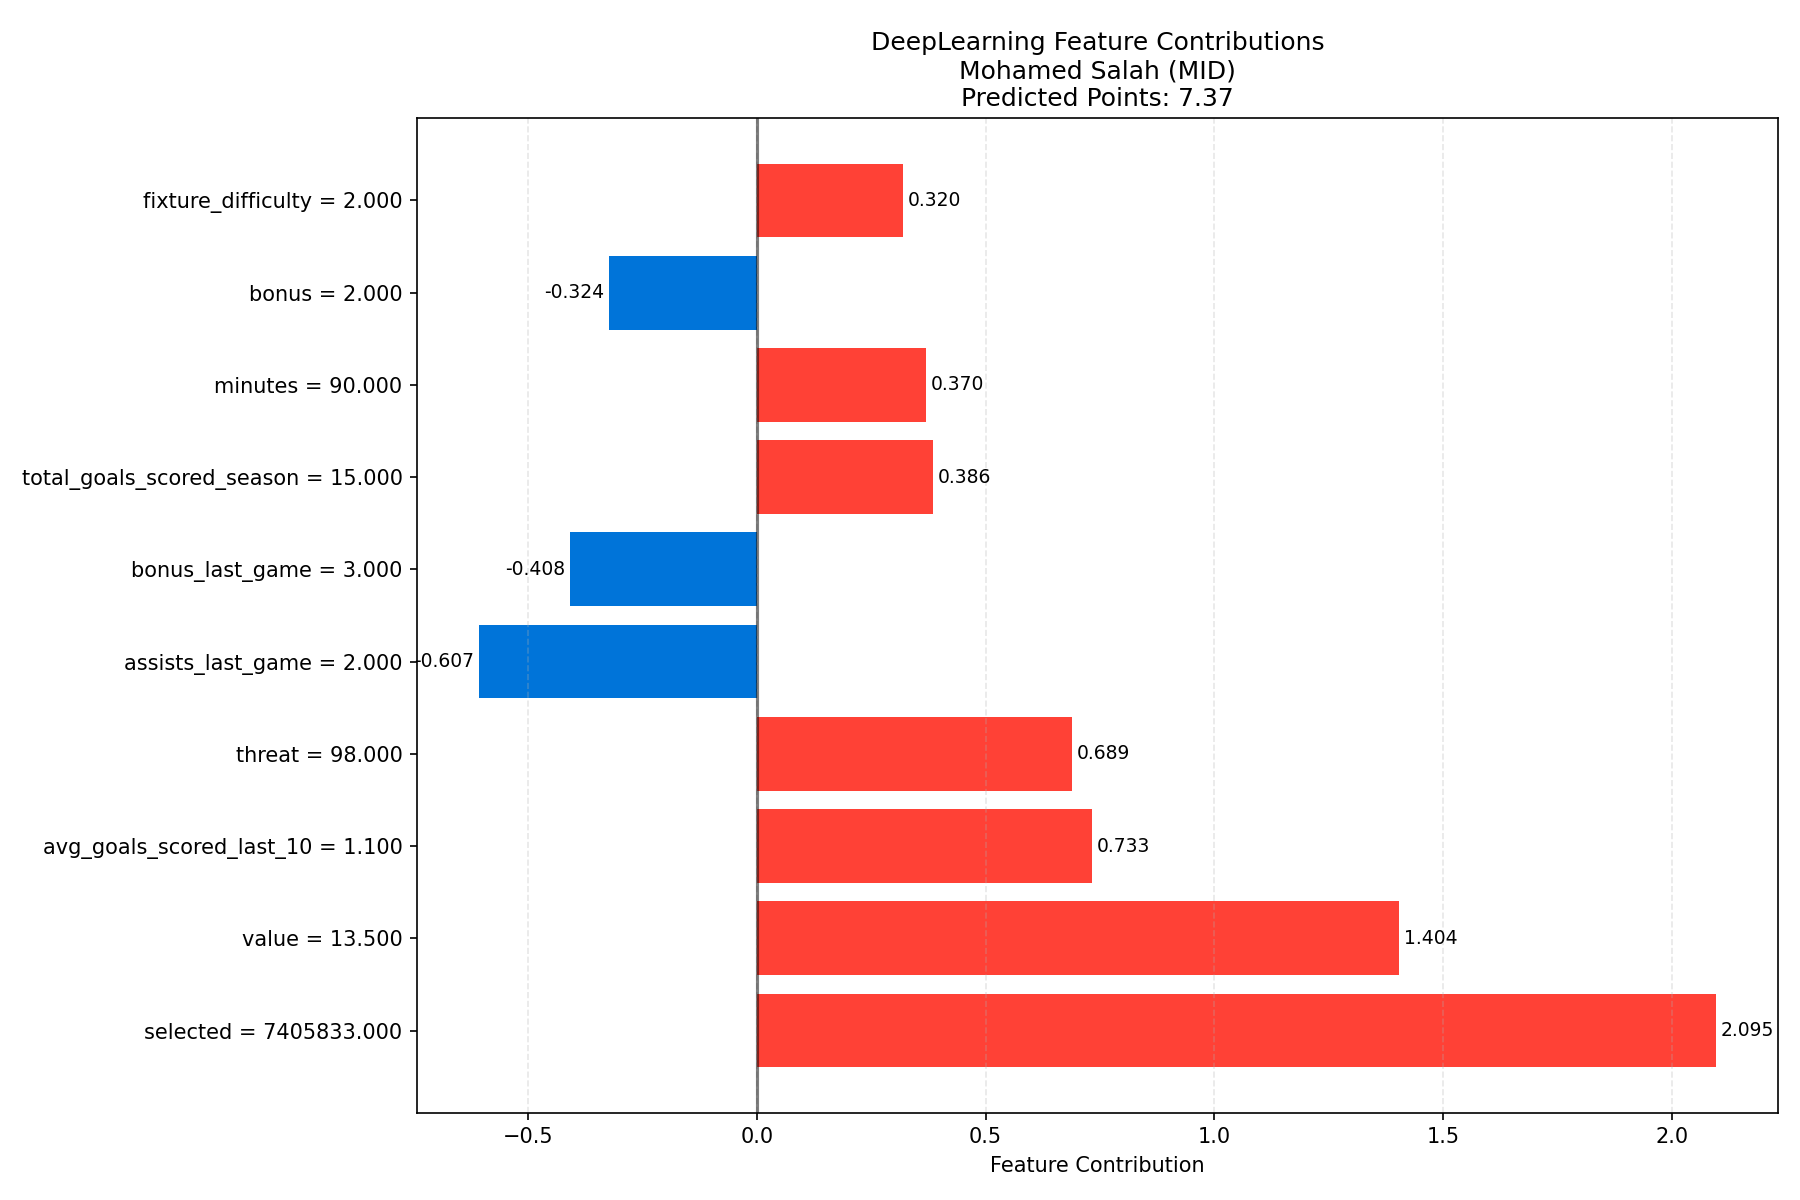 DeepLearning Feature Contributions
Mohamed Salah (MID)
Predicted Points: 7.37
fixture_difficulty = 2.000
0.320
bonus = 2.000
-0.324
minutes = 90.000
0.370
total_goals_scored_season = 15.000
0.386
bonus_last_game = 3.000
-0.408
assists_last_game = 2.000
-0.607
threat = 98.000
0.689
avg_goals_scored_last_10 = 1.100
0.733
value = 13.500
1.404
selected = 7405833.000
2.095
−0.5 0.0 0.5 1.0 1.5 2.0
Feature Contribution